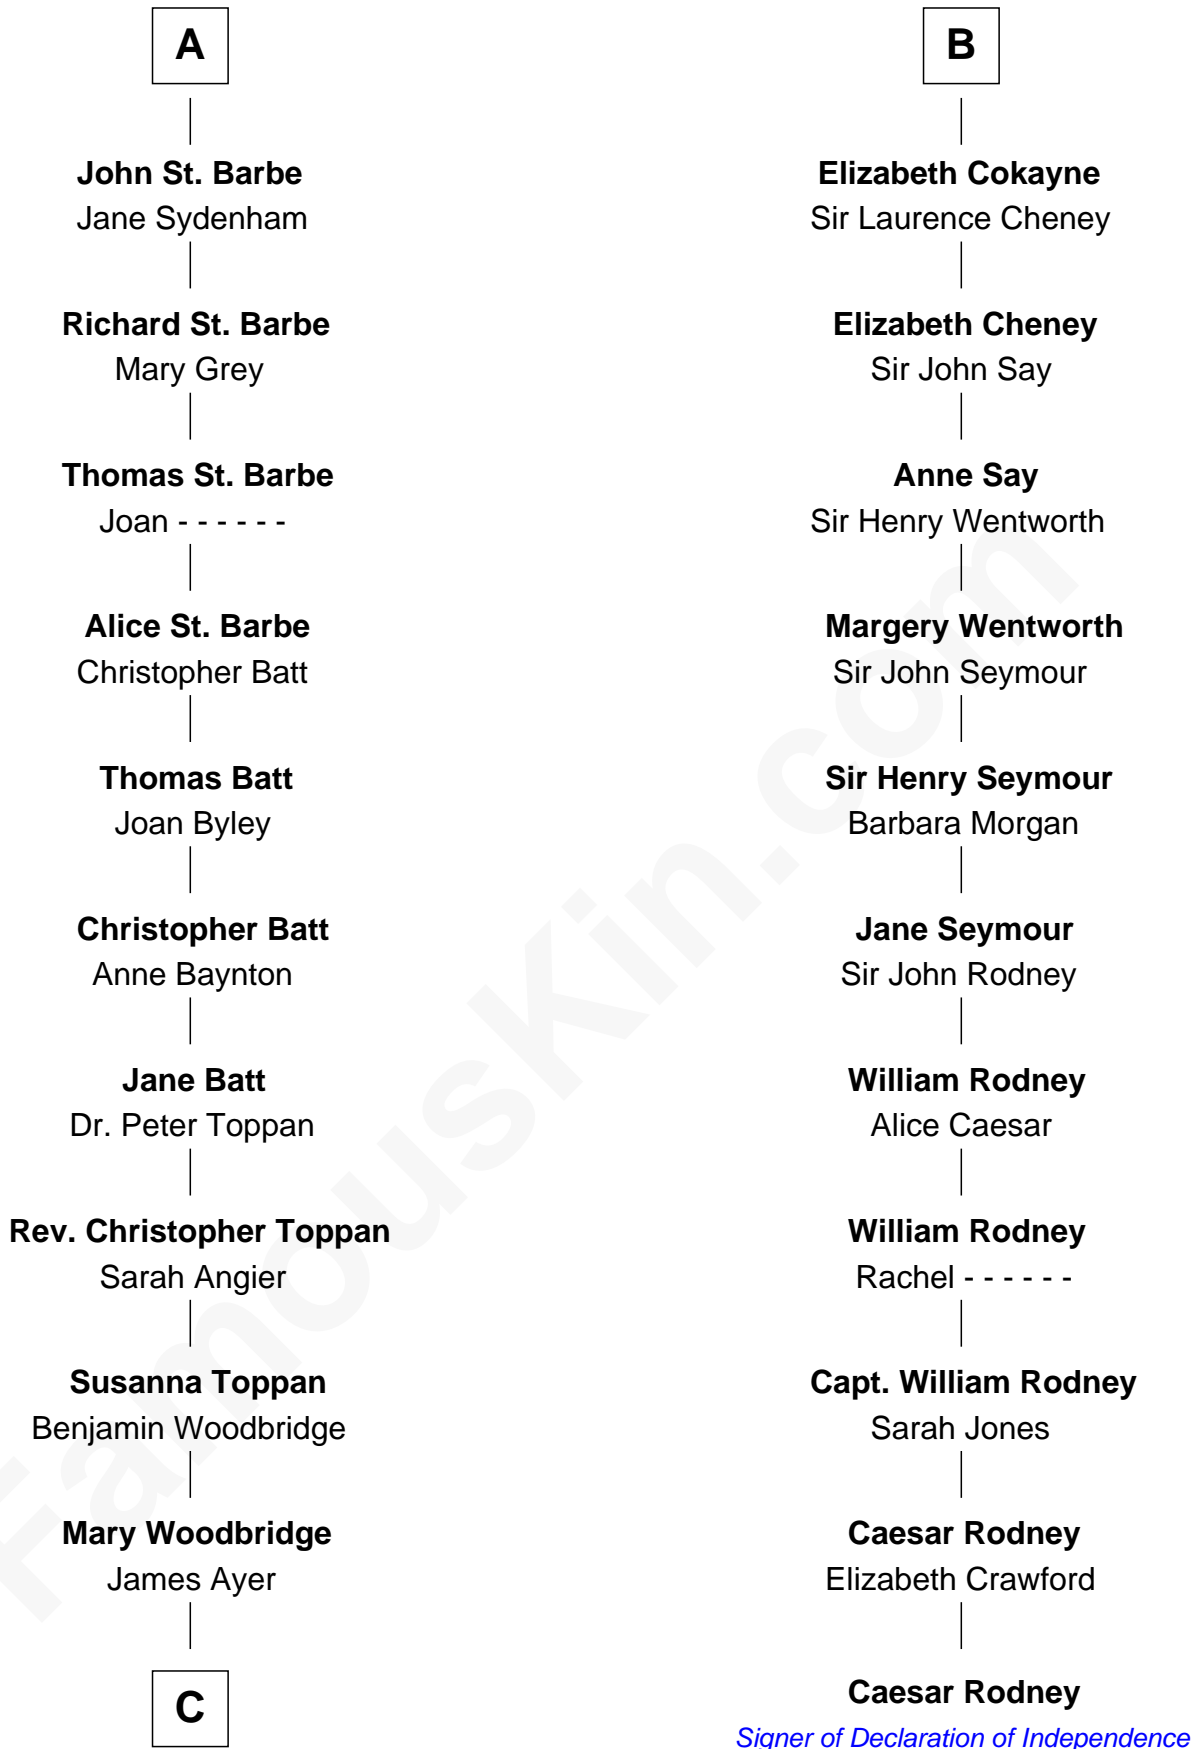 A
John St. Barbe
Jane Sydenham
Richard St. Barbe
Mary Grey
Thomas St. Barbe
Joan - - - - - -
Alice St. Barbe
Christopher Batt
Thomas Batt
Joan Byley
Christopher Batt
Anne Baynton
Jane Batt
Dr. Peter Toppan
Rev. Christopher Toppan
Sarah Angier
Susanna Toppan
Benjamin Woodbridge
Mary Woodbridge
James Ayer
C
B
Elizabeth Cokayne
Sir Laurence Cheney
Elizabeth Cheney
Sir John Say
Anne Say
Sir Henry Wentworth
Margery Wentworth
Sir John Seymour
Sir Henry Seymour
Barbara Morgan
Jane Seymour
Sir John Rodney
William Rodney
Alice Caesar
William Rodney
Rachel - - - - - -
Capt. William Rodney
Sarah Jones
Caesar Rodney
Elizabeth Crawford
Caesar Rodney
Signer of Declaration of Independence
FamousKin.com